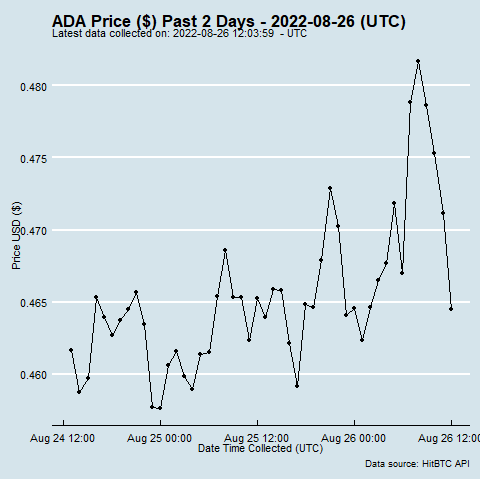 ADA Price ($) Past 2 Days - 2022-08-26 (UTC)
Latest data collected on: 2022-08-26 12:03:59 - UTC
0.480
0.475
0.470
0.465
0.460
Price USD ($)
Aug 24 12:00 Aug 25 00:00 Aug 25 12:00 Aug 26 00:00 Aug 26 12:00
Date Time Collected (UTC)
Data source: HitBTC API